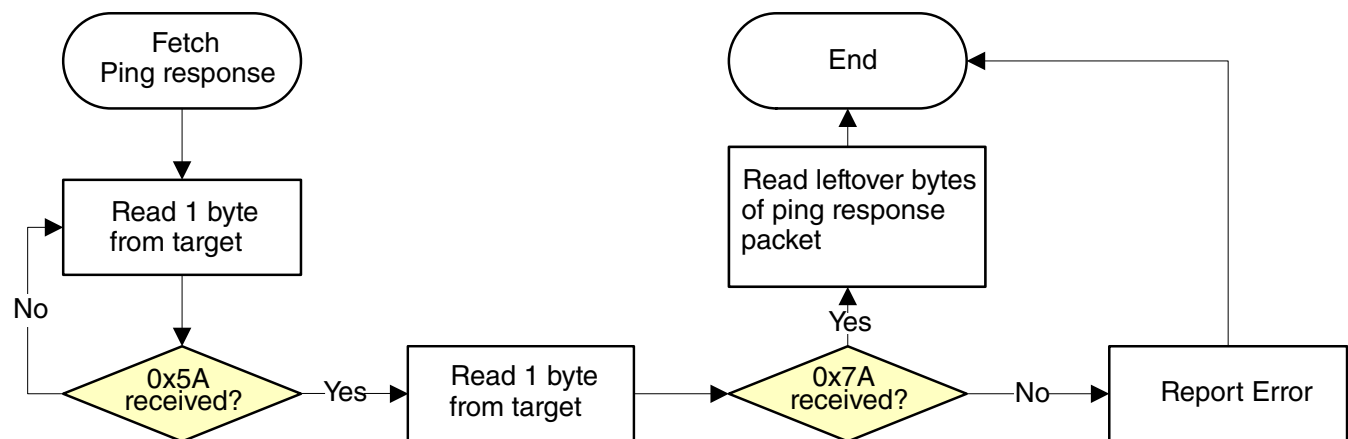 Fetch
Ping response
Read 1 byte
from target
No
0x5A
received?
Yes
Read 1 byte
from target
0x7A
received?
Yes
Read leftover bytes
of ping response
packet
End
No
Report Error